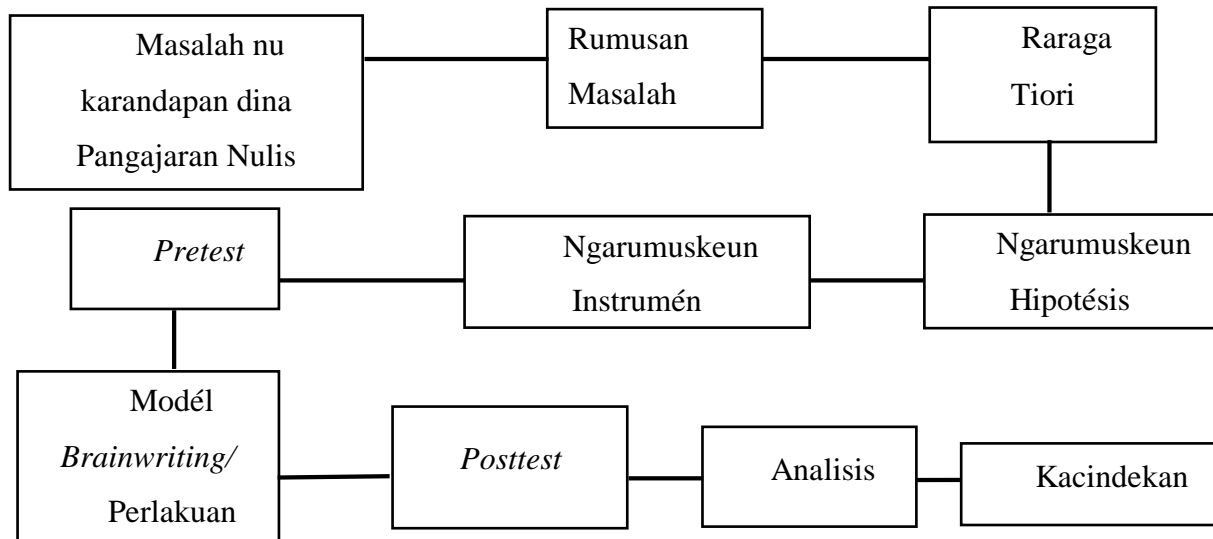 Masalah nu
karandapan dina
Pangajaran Nulis
Rumusan
Masalah
Raraga
Tiori
Pretest
Ngarumuskeun
Instrumén
Ngarumuskeun
Hipotésis
Modél
Brainwriting/
Perlakuan
Posttest
Analisis
Kacindekan